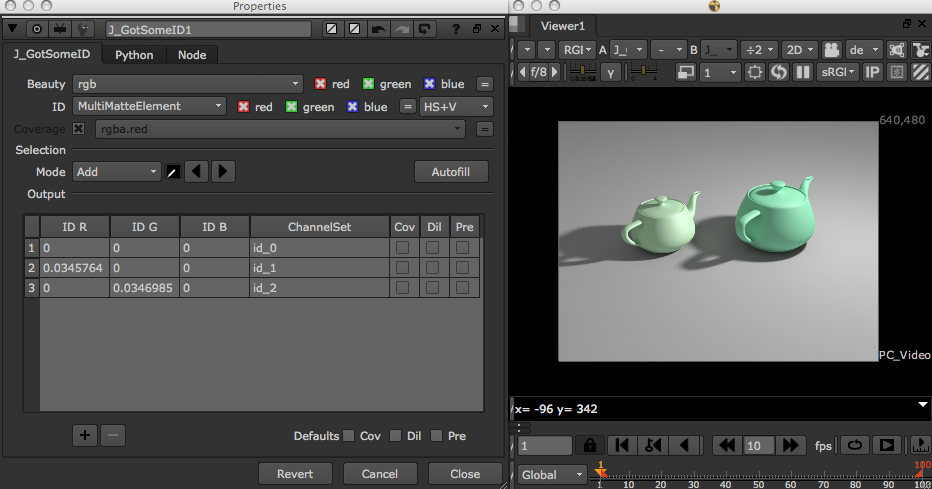 Properties
J_GotSomeID1
J_GotSomeID Python Node
Beauty rgb red green blue =
ID MultiMatteElement red green blue = HS+V
Coverage rgba.red =
Selection
Mode Add Autofill
Output
ID R ID G ID B ChannelSet Cov Dil Pre
1 0 0 0 id_0
2 0.0345764 0 0 id_1
3 0 0.0346985 0 id_2
+ −
Defaults Cov Dil Pre
Revert Cancel Close
Viewer1
RGI A J_( - B J_ ÷2 2D de
f/8 γ 1 sRGI IP
640,480
PC_Video
x= -96 y= 342
1 10 fps
Global 1 100
1 10 20 30 40 50 60 70 80 90 100